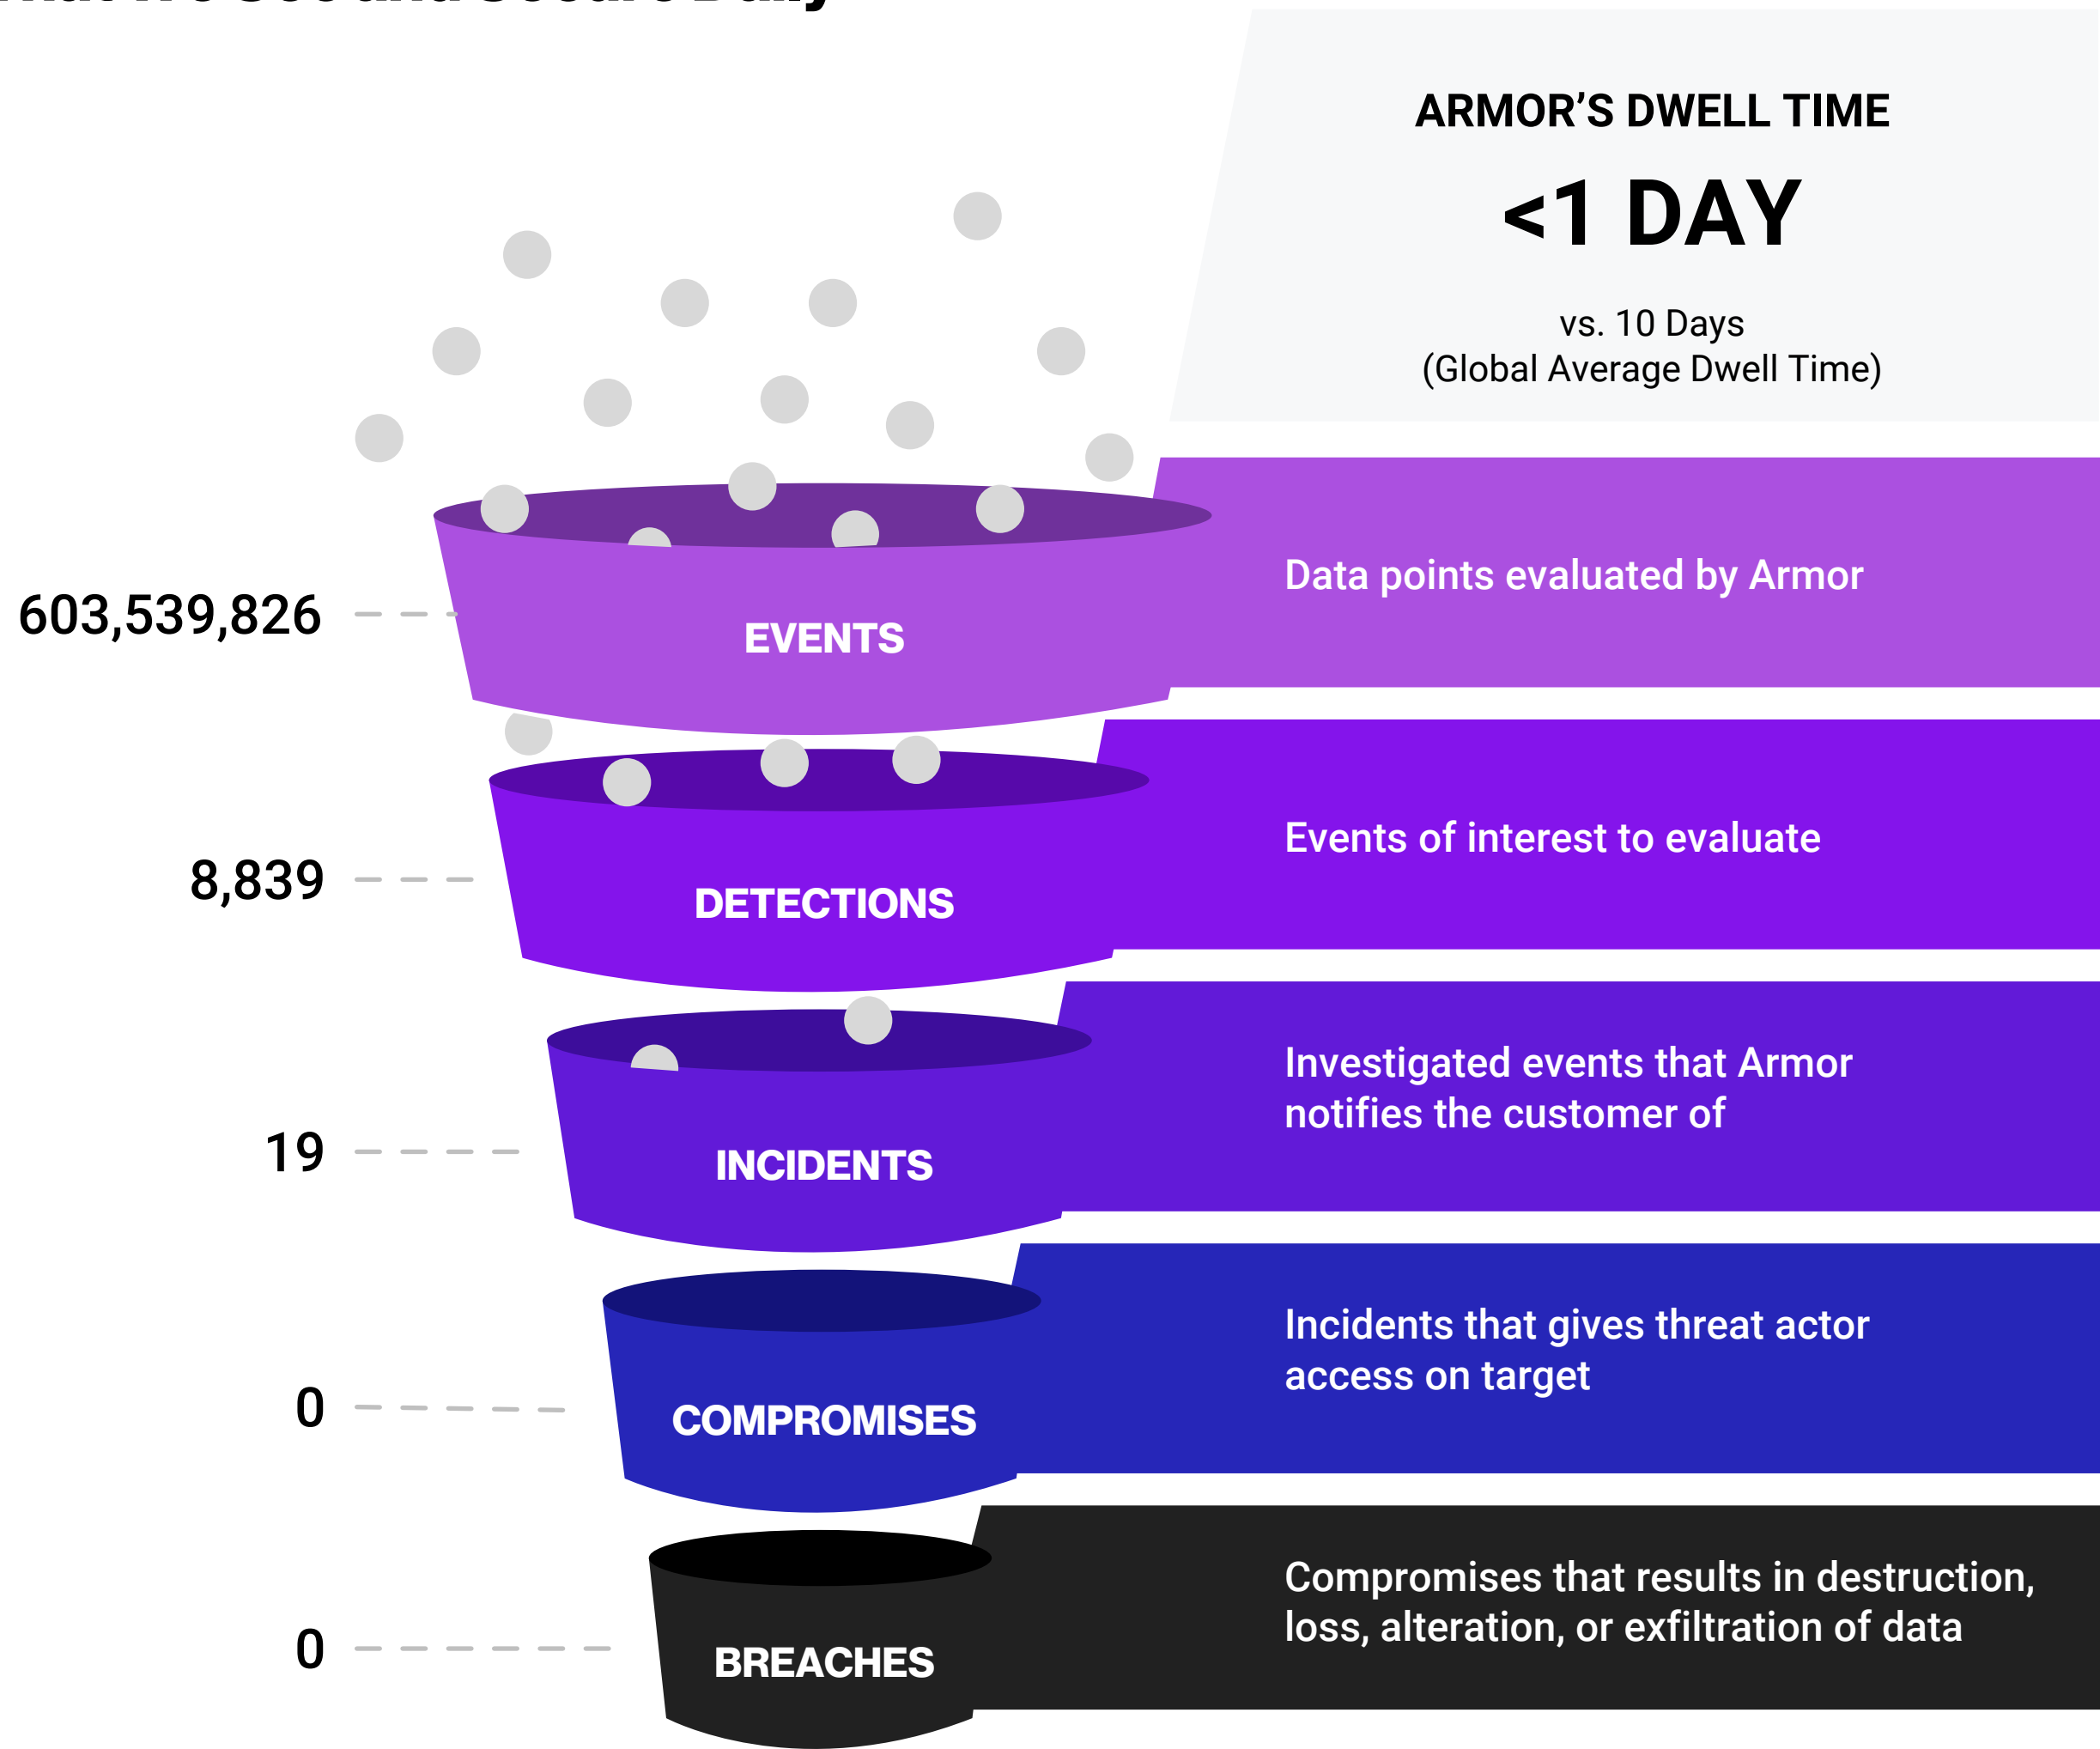 ARMOR'S DWELL TIME
<1 DAY
vs. 10 Days
(Global Average Dwell Time)
603,539,826
EVENTS
Data points evaluated by Armor
8,839
DETECTIONS
Events of interest to evaluate
19
INCIDENTS
Investigated events that Armor
notifies the customer of
0
COMPROMISES
Incidents that gives threat actor
access on target
0
BREACHES
Compromises that results in destruction,
loss, alteration, or exfiltration of data